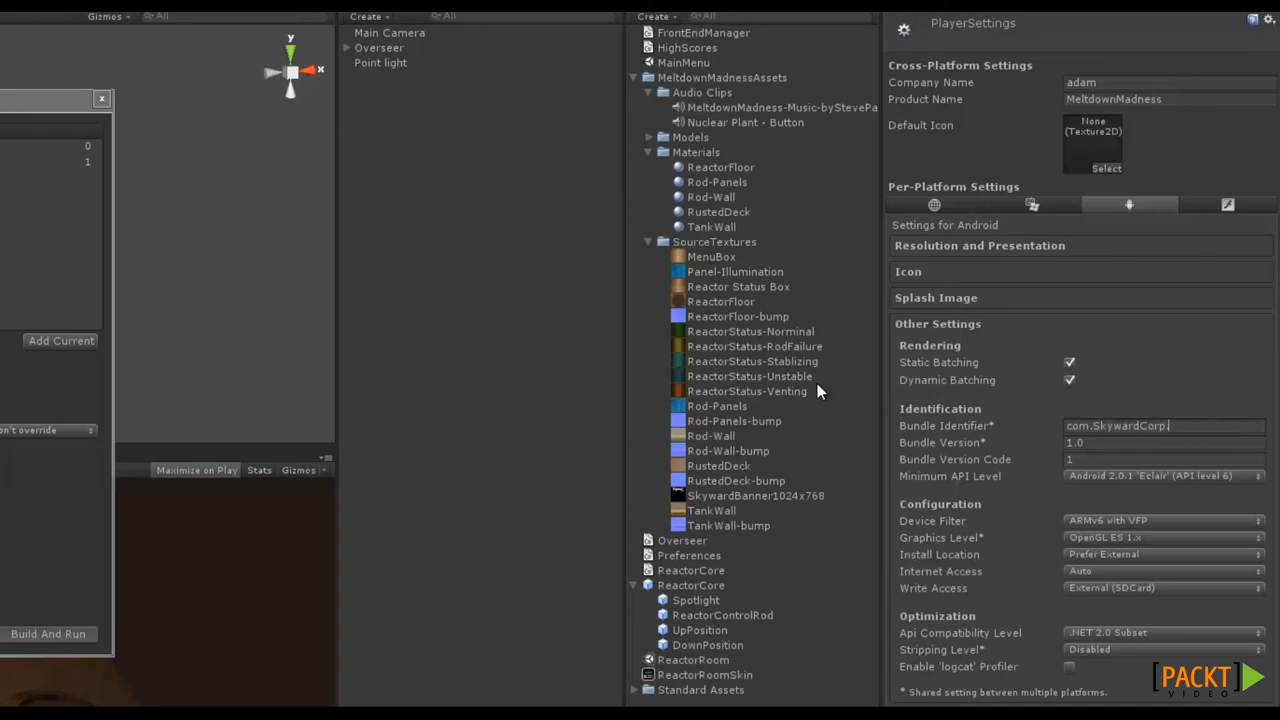 Gizmos
All
y
x
0
1
Add Current
n't override
Maximize on Play
Stats
Gizmos
Build And Run
Create
All
Main Camera
Overseer
Point light
Create
All
FrontEndManager
HighScores
MainMenu
MeltdownMadnessAssets
Audio Clips
MeltdownMadness-Music-byStevePa
Nuclear Plant - Button
Models
Materials
ReactorFloor
Rod-Panels
Rod-Wall
RustedDeck
TankWall
SourceTextures
MenuBox
Panel-Illumination
Reactor Status Box
ReactorFloor
ReactorFloor-bump
ReactorStatus-Norminal
ReactorStatus-RodFailure
ReactorStatus-Stablizing
ReactorStatus-Unstable
ReactorStatus-Venting
Rod-Panels
Rod-Panels-bump
Rod-Wall
Rod-Wall-bump
RustedDeck
RustedDeck-bump
SkywardBanner1024x768
TankWall
TankWall-bump
Overseer
Preferences
ReactorCore
ReactorCore
Spotlight
ReactorControlRod
UpPosition
DownPosition
ReactorRoom
ReactorRoomSkin
Standard Assets
PlayerSettings
Cross-Platform Settings
Company Name adam
Product Name MeltdownMadness
Default Icon
None
(Texture2D)
Select
Per-Platform Settings
Settings for Android
Resolution and Presentation
Icon
Splash Image
Other Settings
Rendering
Static Batching
Dynamic Batching
Identification
Bundle Identifier* com.SkywardCorp.
Bundle Version* 1.0
Bundle Version Code 1
Minimum API Level Android 2.0.1 'Eclair' (API level 6)
Configuration
Device Filter ARMv6 with VFP
Graphics Level* OpenGL ES 1.x
Install Location Prefer External
Internet Access Auto
Write Access External (SDCard)
Optimization
Api Compatibility Level .NET 2.0 Subset
Stripping Level* Disabled
Enable 'logcat' Profiler
* Shared setting between multiple platforms.
PACKT
VIDEO